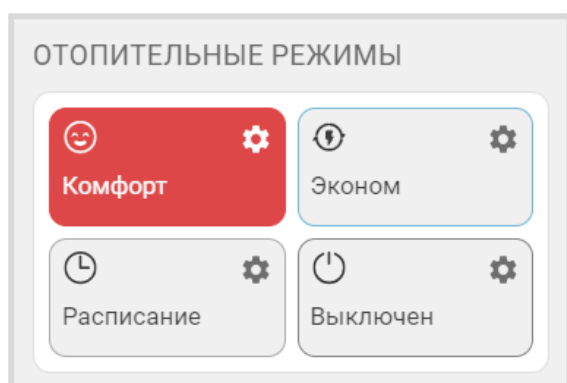 ОТОПИТЕЛЬНЫЕ РЕЖИМЫ
Комфорт
Эконом
Расписание
Выключен